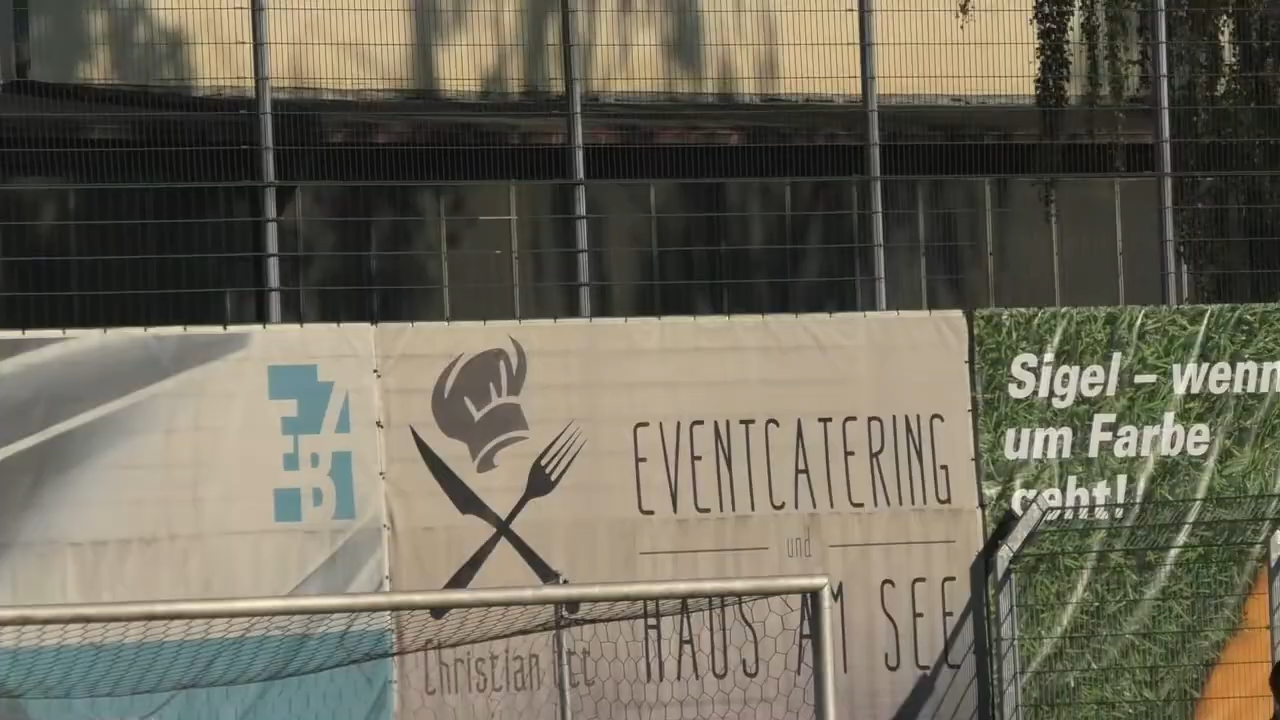 EVENTCATERING
und
HAUS AM SEE
Christian
Sigel – wenn
um Farbe
geht!